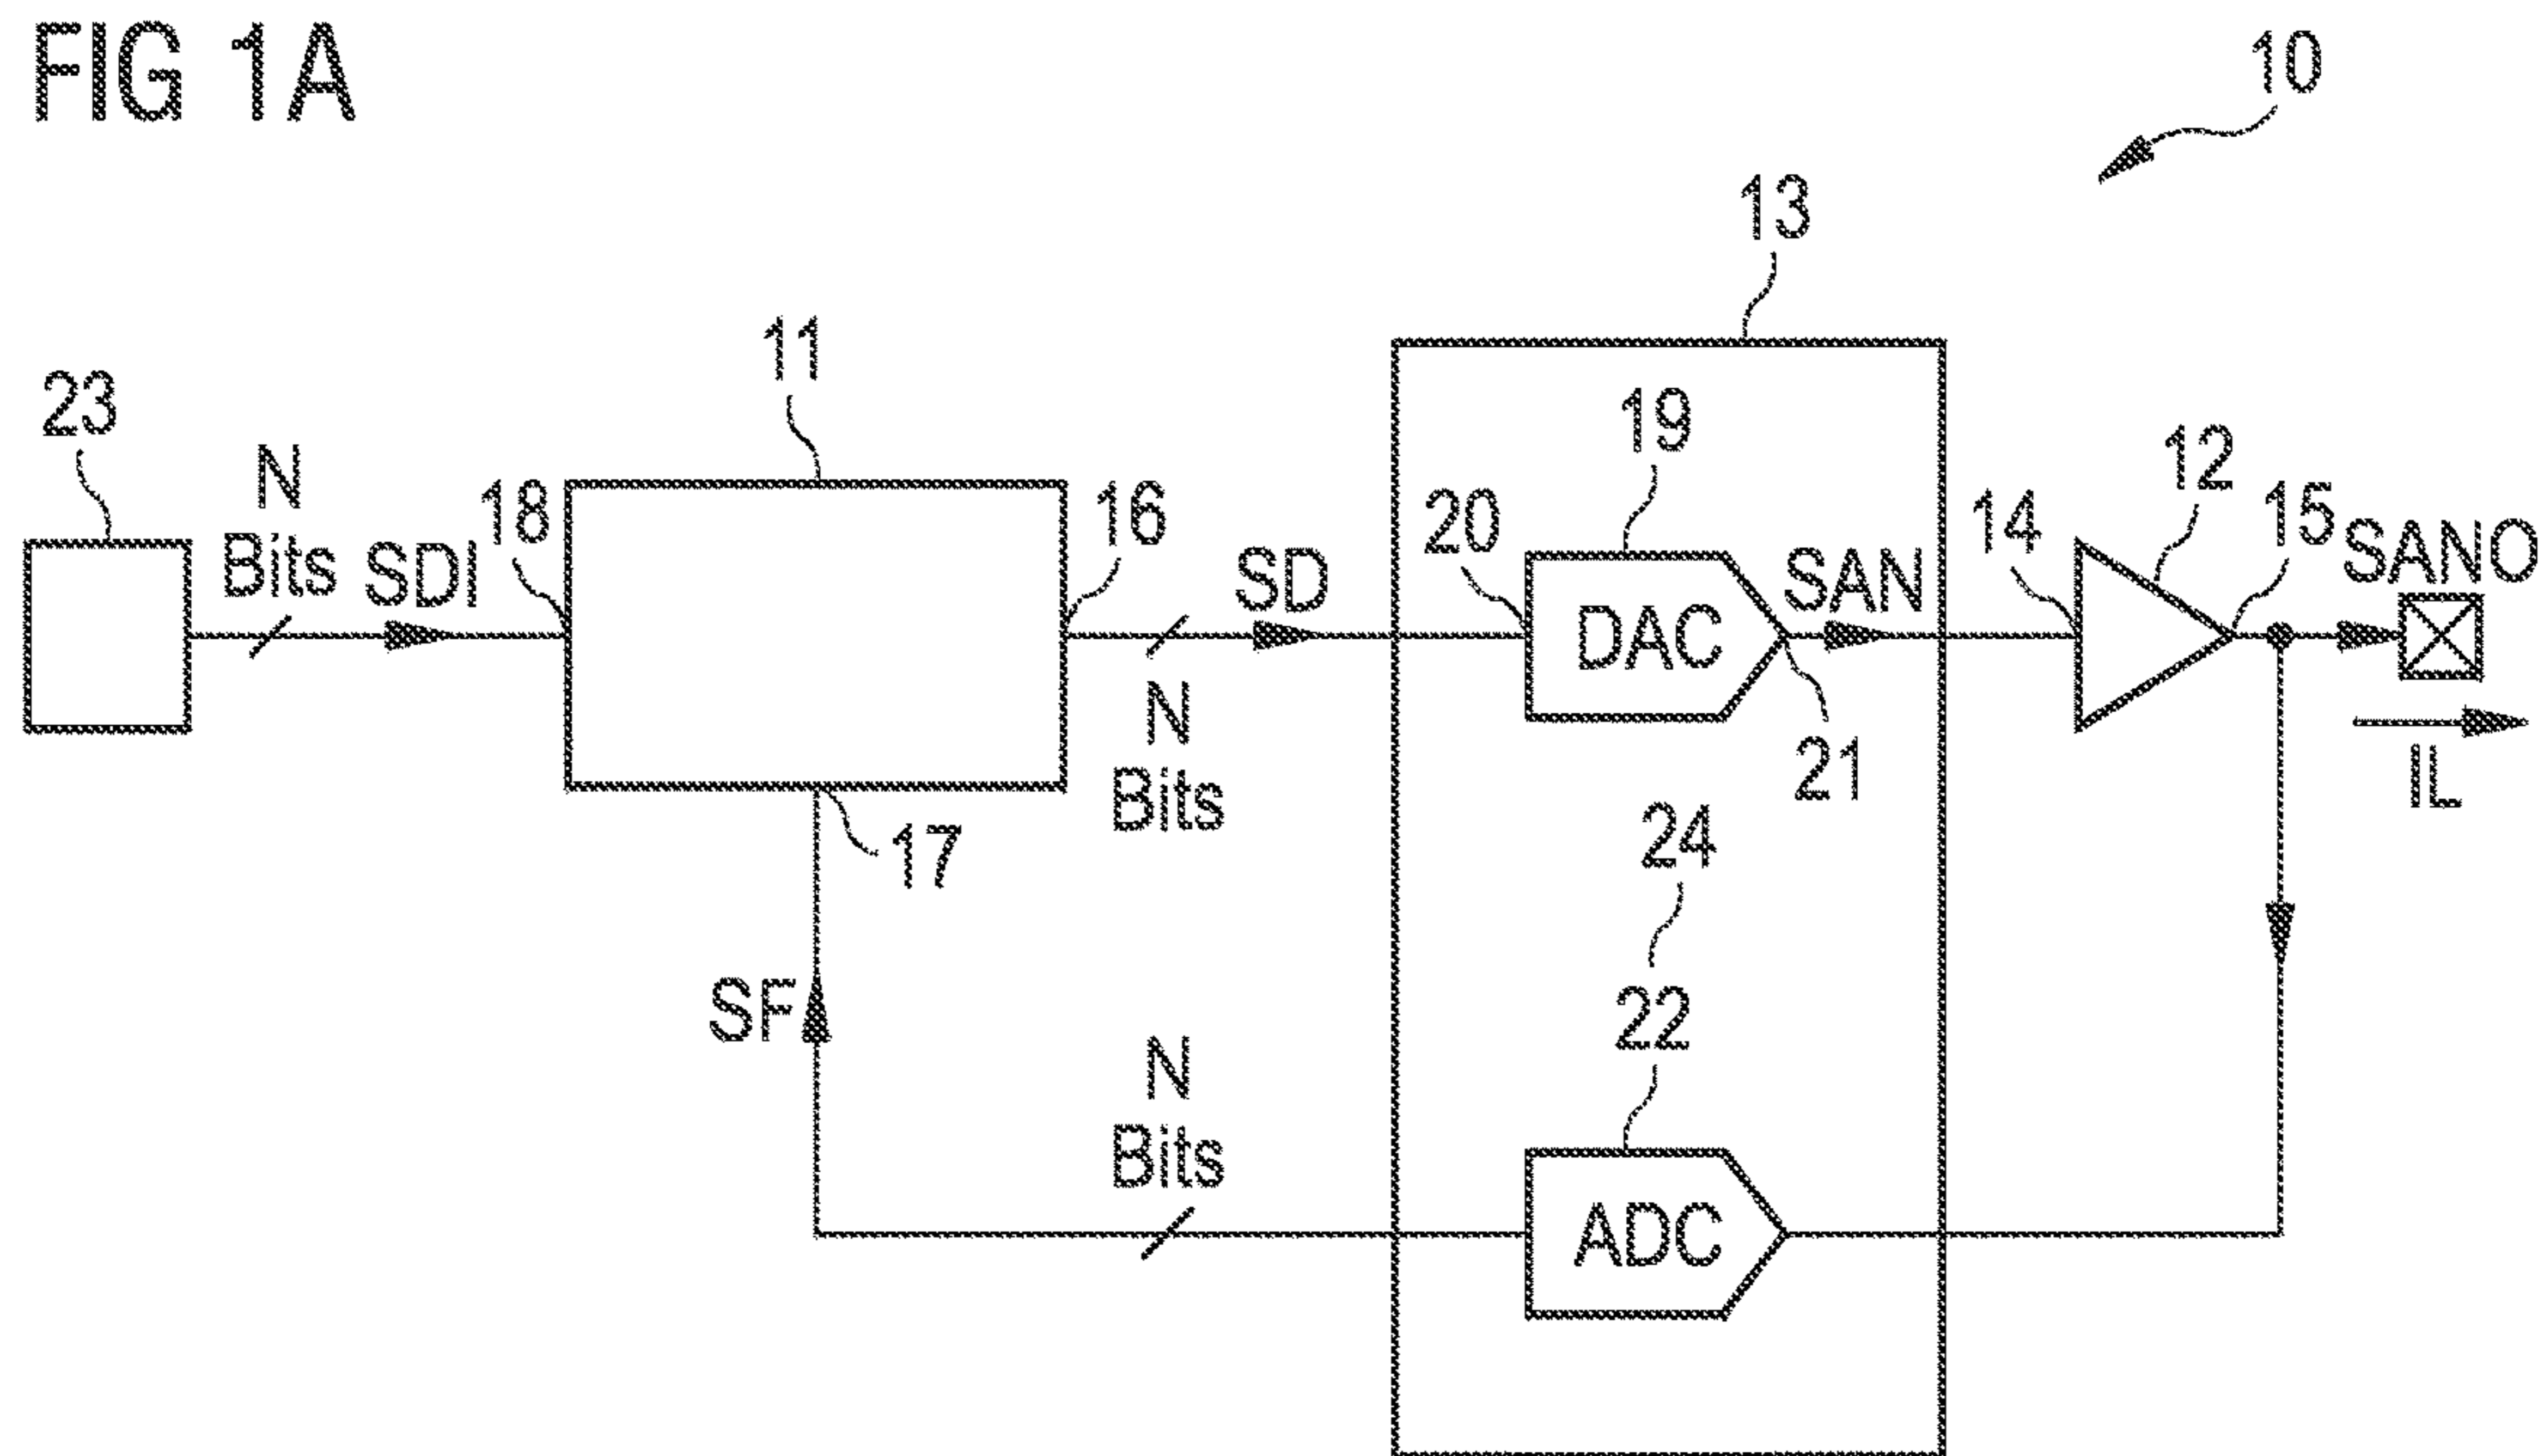 FIG 1A
10
13
11
23
19
12
N
Bits
SDI
18
16
SD
20
DAC
SAN
14
15
SANO
N
Bits
21
IL
17
24
SF
22
N
Bits
ADC